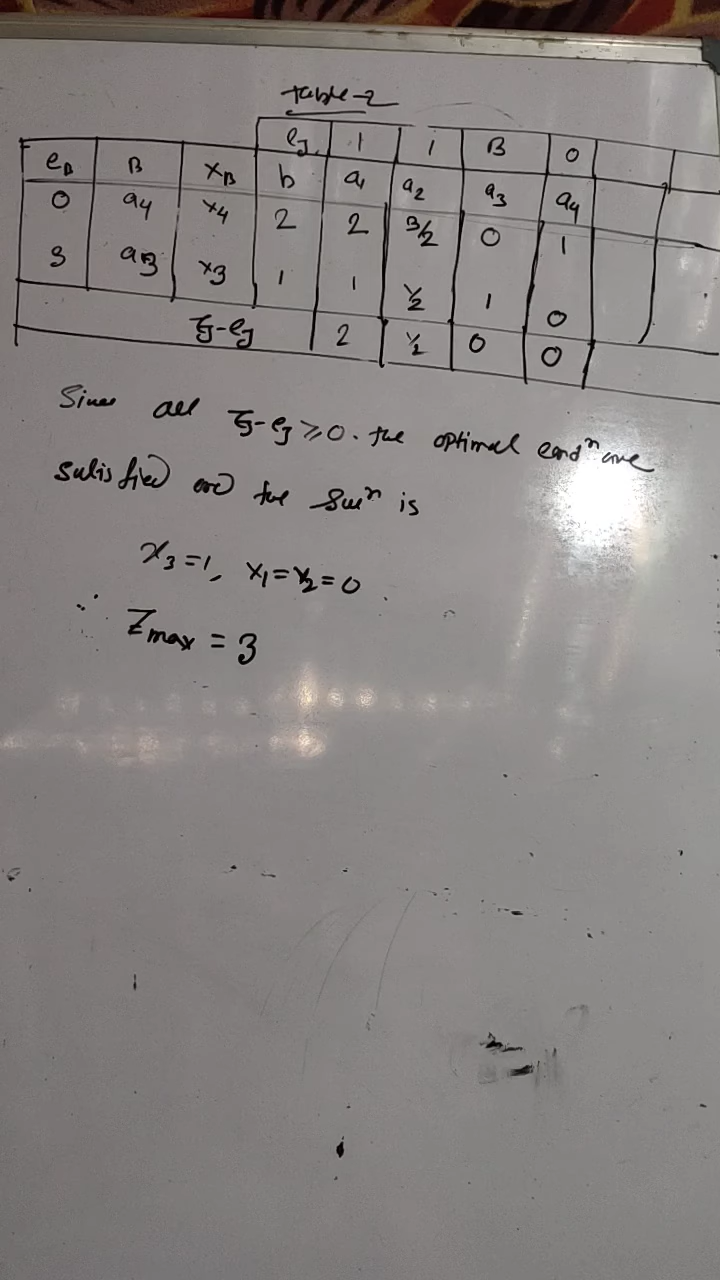 Table-2
cj 1 1 3 0
cB B xB b a1 a2 a3 a4
0 a4 x4 2 2 3/2 0 1
3 a3 x3 1 1 1/2 1 0
zj-cj 2 1/2 0 0
Since all zj-cj ≥0. the optimal condⁿ are
satisfied and the solⁿ is
x3=1, x1=x2=0.
∴ Zmax = 3